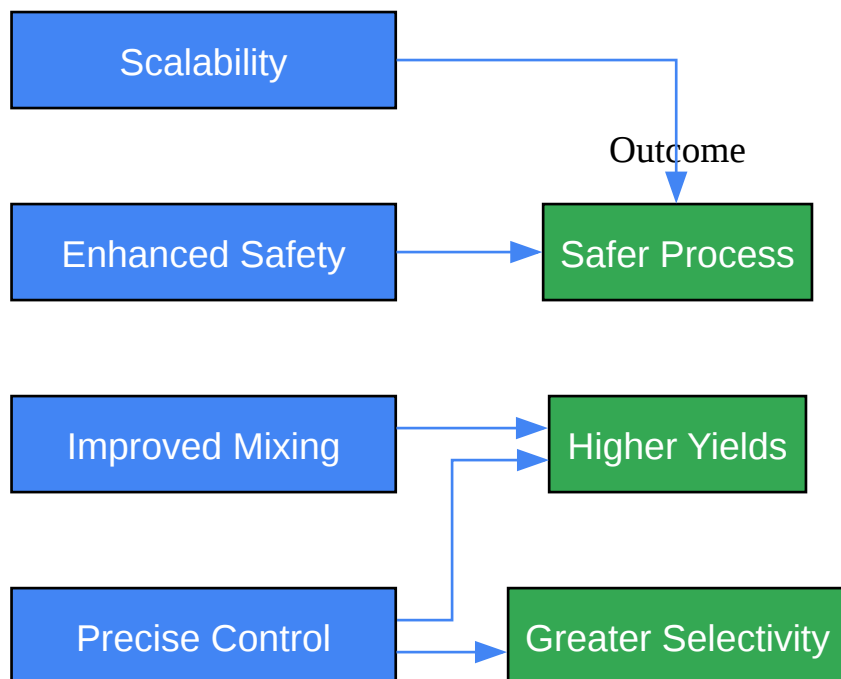 Scalability
Outcome
Enhanced Safety
Safer Process
Improved Mixing
Higher Yields
Precise Control
Greater Selectivity